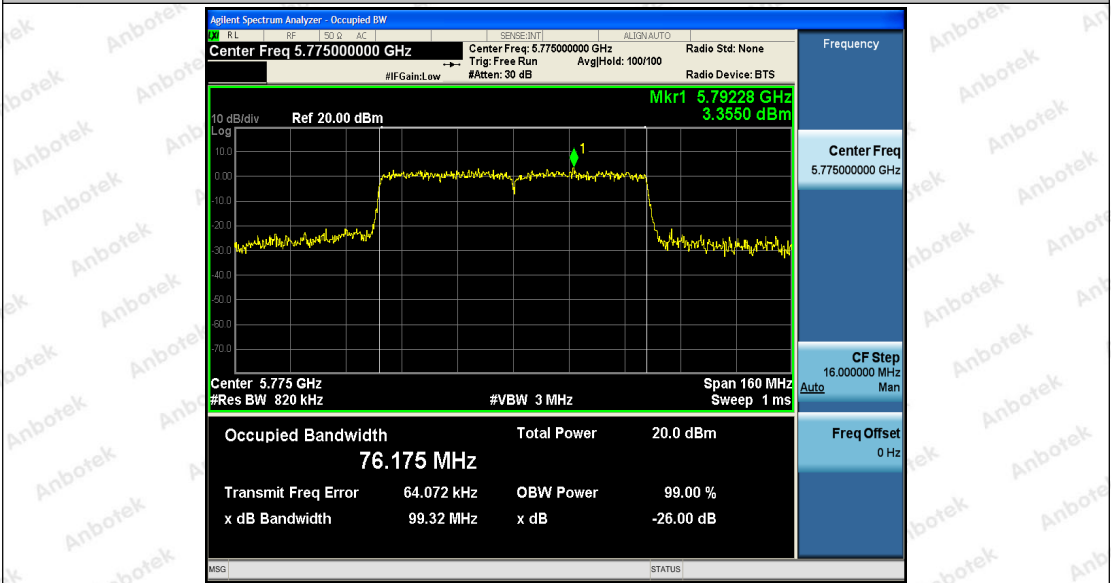 Agilent Spectrum Analyzer - Occupied BW
RL RF 50 Ω AC SENSE:INT ALIGN AUTO
Center Freq 5.775000000 GHz
#IFGain:Low
Center Freq: 5.775000000 GHz
Trig: Free Run Avg|Hold: 100/100
#Atten: 30 dB
Radio Std: None
Radio Device: BTS
Frequency
Mkr1 5.79228 GHz
3.3550 dBm
10 dB/div Ref 20.00 dBm
Log
10.0
0.00
-10.0
-20.0
-30.0
-40.0
-50.0
-60.0
-70.0
1
Center 5.775 GHz Span 160 MHz
#Res BW 820 kHz #VBW 3 MHz Sweep 1 ms
Center Freq
5.775000000 GHz
CF Step
16.000000 MHz
Auto Man
Freq Offset
0 Hz
Occupied Bandwidth Total Power 20.0 dBm
76.175 MHz
Transmit Freq Error 64.072 kHz OBW Power 99.00 %
x dB Bandwidth 99.32 MHz x dB -26.00 dB
MSG STATUS
Anbotek